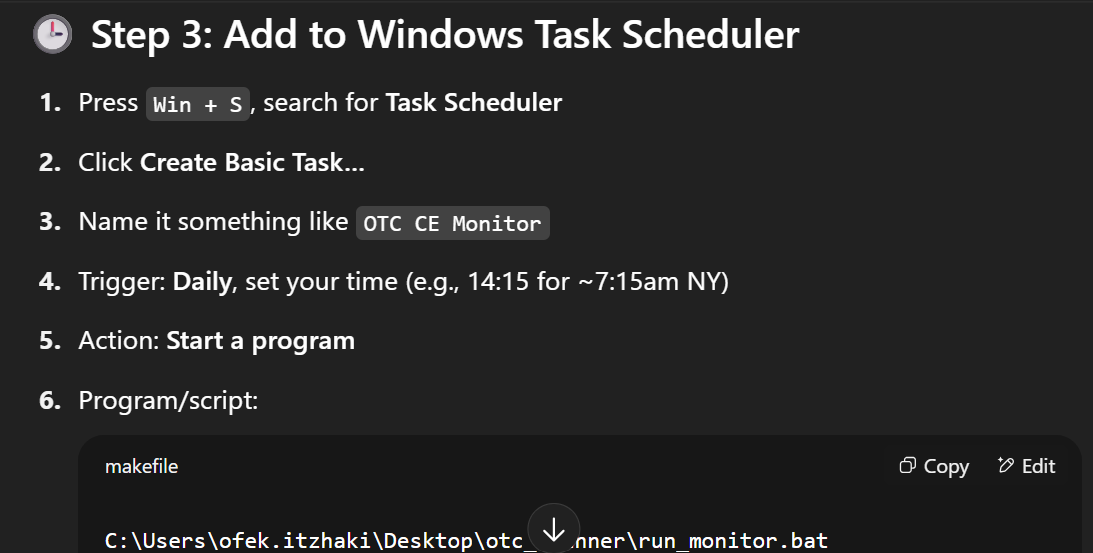 Step 3: Add to Windows Task Scheduler
1. Press Win + S, search for Task Scheduler
2. Click Create Basic Task...
3. Name it something like OTC CE Monitor
4. Trigger: Daily, set your time (e.g., 14:15 for ~7:15am NY)
5. Action: Start a program
6. Program/script:
makefile
Copy Edit
C:\Users\ofek.itzhaki\Desktop\otc_ nner\run_monitor.bat